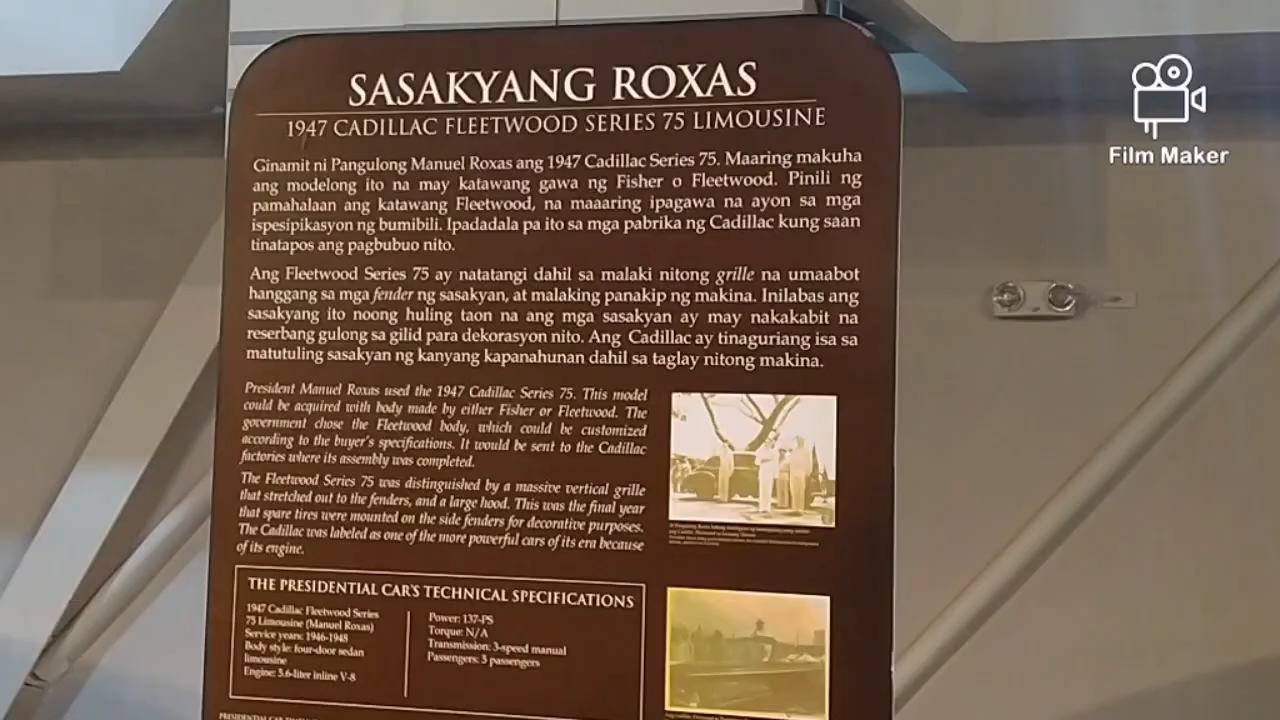 SASAKYANG ROXAS
1947 CADILLAC FLEETWOOD SERIES 75 LIMOUSINE
Ginamit ni Pangulong Manuel Roxas ang 1947 Cadillac Series 75. Maaring makuha
ang modelong ito na may katawang gawa ng Fisher o Fleetwood. Pinili ng
pamahalaan ang katawang Fleetwood, na maaaring ipagawa na ayon sa mga
ispesipikasyon ng bumibili. Ipadadala pa ito sa mga pabrika ng Cadillac kung saan
tinatapos ang pagbubuo nito.
Ang Fleetwood Series 75 ay natatangi dahil sa malaki nitong grille na umaabot
hanggang sa mga fender ng sasakyan, at malaking panakip ng makina. Inilabas ang
sasakyang ito noong huling taon na ang mga sasakyan ay may nakakabit na
reserbang gulong sa gilid para dekorasyon nito. Ang Cadillac ay tinaguriang isa sa
matutuling sasakyan ng kanyang kapanahunan dahil sa taglay nitong makina.
President Manuel Roxas used the 1947 Cadillac Series 75. This model
could be acquired with body made by either Fisher or Fleetwood. The
government chose the Fleetwood body, which could be customized
according to the buyer's specifications. It would be sent to the Cadillac
factories where its assembly was completed.
The Fleetwood Series 75 was distinguished by a massive vertical grille
that stretched out to the fenders, and a large hood. This was the final year
that spare tires were mounted on the side fenders for decorative purposes.
The Cadillac was labeled as one of the more powerful cars of its era because
of its engine.
THE PRESIDENTIAL CAR'S TECHNICAL SPECIFICATIONS
1947 Cadillac Fleetwood Series
75 Limousine (Manuel Roxas)
Service years: 1946-1948
Body style: four-door sedan
limousine
Engine: 5.6-liter inline V-8
Power: 137-PS
Torque: N/A
Transmission: 3-speed manual
Passengers: 5 passengers
Film Maker